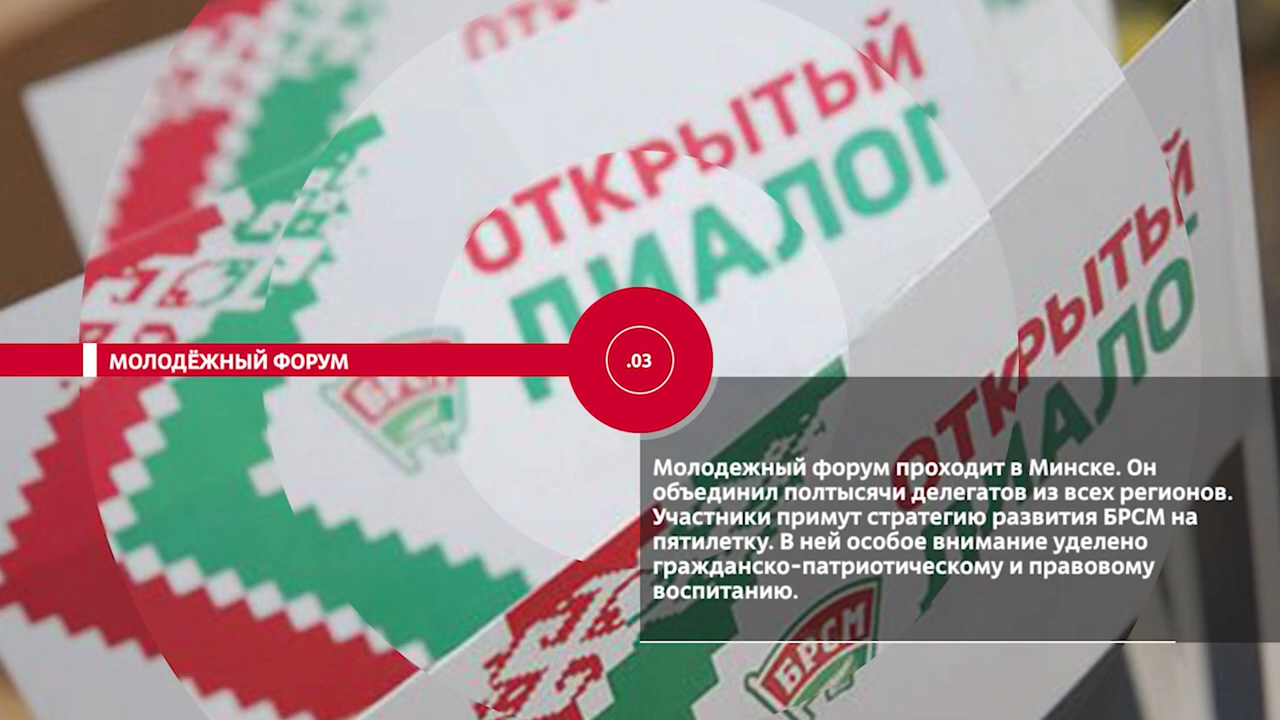 ОТКРЫТЫЙ
ДИАЛОГ
ОТКРЫТЫЙ
ДИАЛО
МОЛОДЁЖНЫЙ ФОРУМ
.03
Молодежный форум проходит в Минске. Он
объединил полтысячи делегатов из всех регионов.
Участники примут стратегию развития БРСМ на
пятилетку. В ней особое внимание уделено
гражданско-патриотическому и правовому
воспитанию.
БРСМ